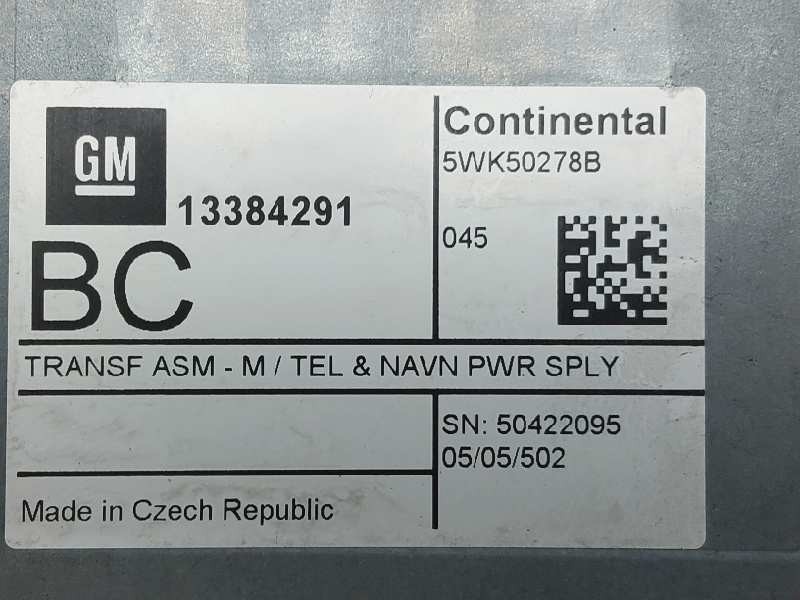 GM
13384291
BC
Continental
5WK50278B
045
TRANSF ASM - M / TEL & NAVN PWR SPLY
SN: 50422095
05/05/502
Made in Czech Republic